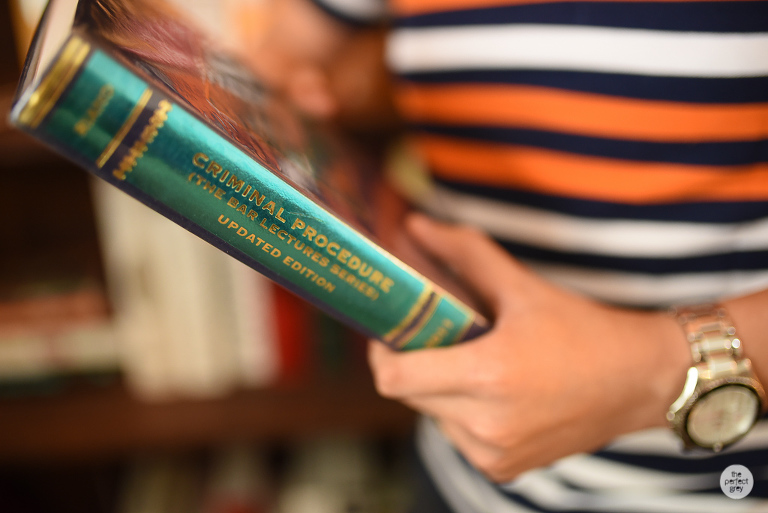 CRIMINAL PROCEDURE
(THE BAR LECTURES SERIES)
UPDATED EDITION
the
perfect
grey